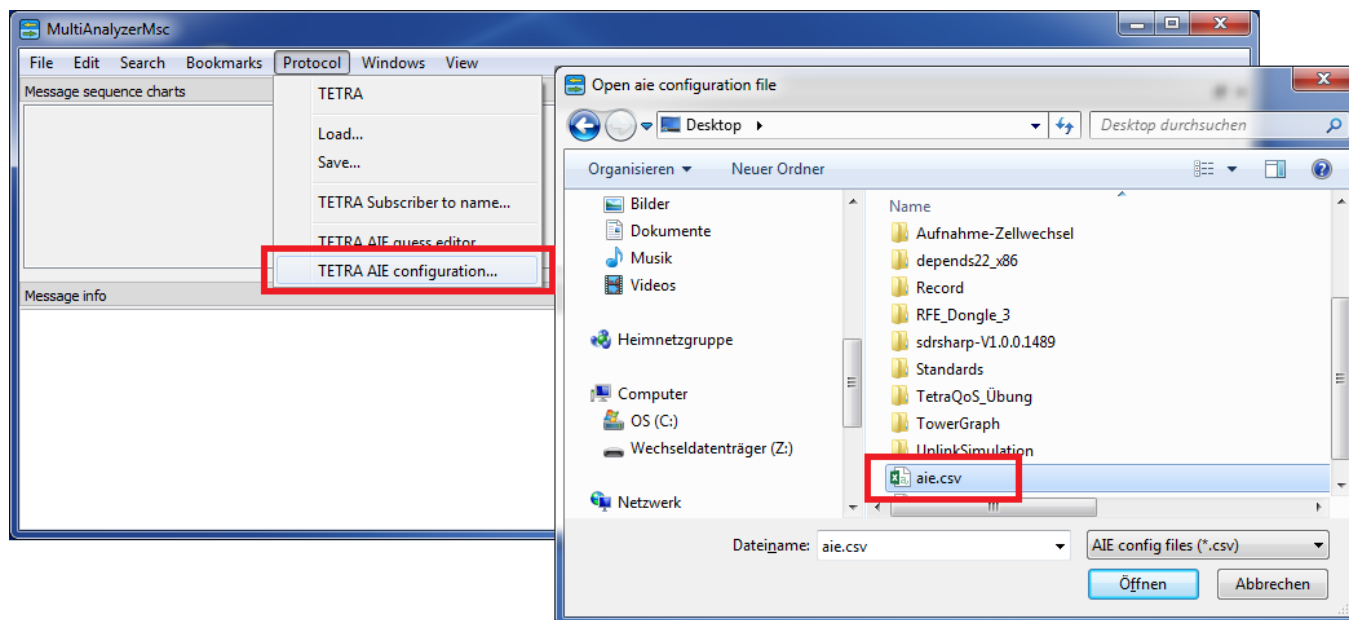 MultiAnalyzerMsc
File Edit Search Bookmarks Protocol Windows View
Message sequence charts
TETRA
Load...
Save...
TETRA Subscriber to name...
TETRA AIE guess editor
TETRA AIE configuration...
Message info
Open aie configuration file
Desktop
Desktop durchsuchen
Organisieren Neuer Ordner
Bilder
Dokumente
Musik
Videos
Heimnetzgruppe
Computer
OS (C:)
Wechseldatenträger (Z:)
Netzwerk
Name
Aufnahme-Zellwechsel
depends22_x86
Record
RFE_Dongle_3
sdrsharp-V1.0.0.1489
Standards
TetraQoS_Übung
TowerGraph
UplinkSimulation
aie.csv
Dateiname: aie.csv
AIE config files (*.csv)
Öffnen Abbrechen